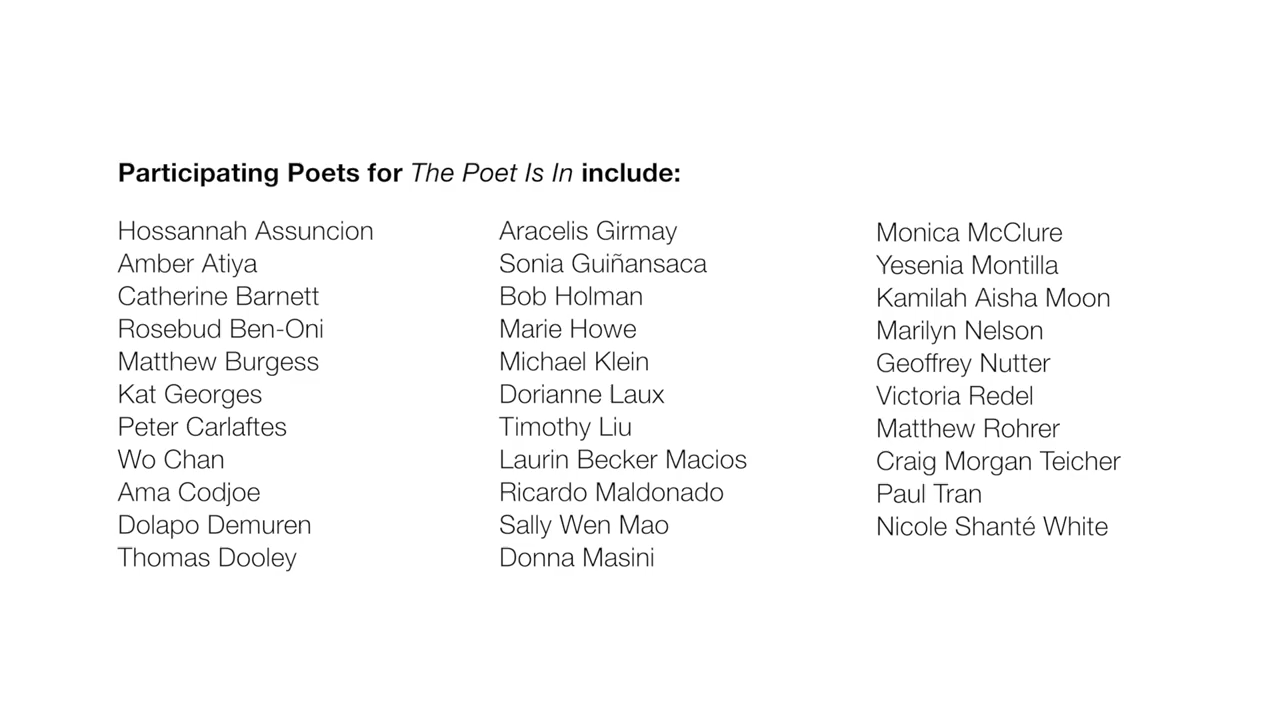 Participating Poets for The Poet Is In include:
Hossannah Assuncion
Amber Atiya
Catherine Barnett
Rosebud Ben-Oni
Matthew Burgess
Kat Georges
Peter Carlaftes
Wo Chan
Ama Codjoe
Dolapo Demuren
Thomas Dooley
Aracelis Girmay
Sonia Guiñansaca
Bob Holman
Marie Howe
Michael Klein
Dorianne Laux
Timothy Liu
Laurin Becker Macios
Ricardo Maldonado
Sally Wen Mao
Donna Masini
Monica McClure
Yesenia Montilla
Kamilah Aisha Moon
Marilyn Nelson
Geoffrey Nutter
Victoria Redel
Matthew Rohrer
Craig Morgan Teicher
Paul Tran
Nicole Shanté White